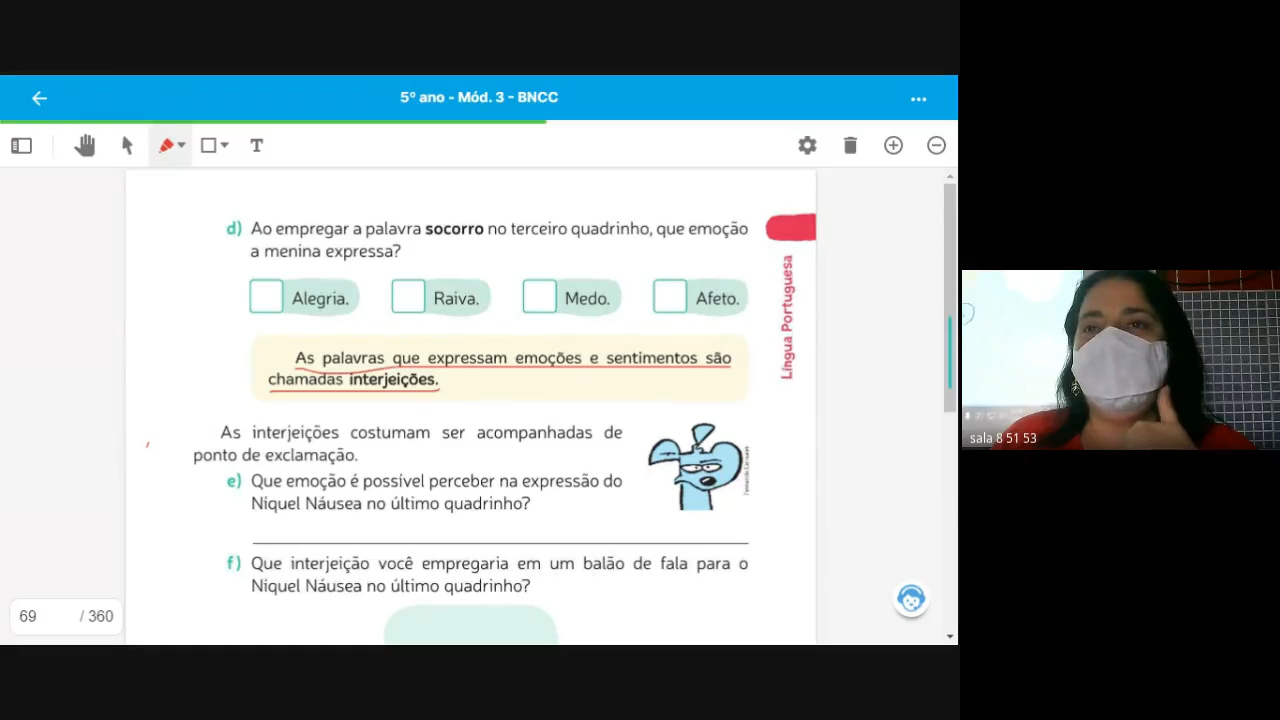 5º ano - Mód. 3 - BNCC
T
d) Ao empregar a palavra socorro no terceiro quadrinho, que emoção
a menina expressa?
Alegria. Raiva. Medo. Afeto.
Língua Portuguesa
As palavras que expressam emoções e sentimentos são
chamadas interjeições.
As interjeições costumam ser acompanhadas de
ponto de exclamação.
e) Que emoção é possível perceber na expressão do
Níquel Náusea no último quadrinho?
f) Que interjeição você empregaria em um balão de fala para o
Níquel Náusea no último quadrinho?
69 / 360
sala 8 51 53